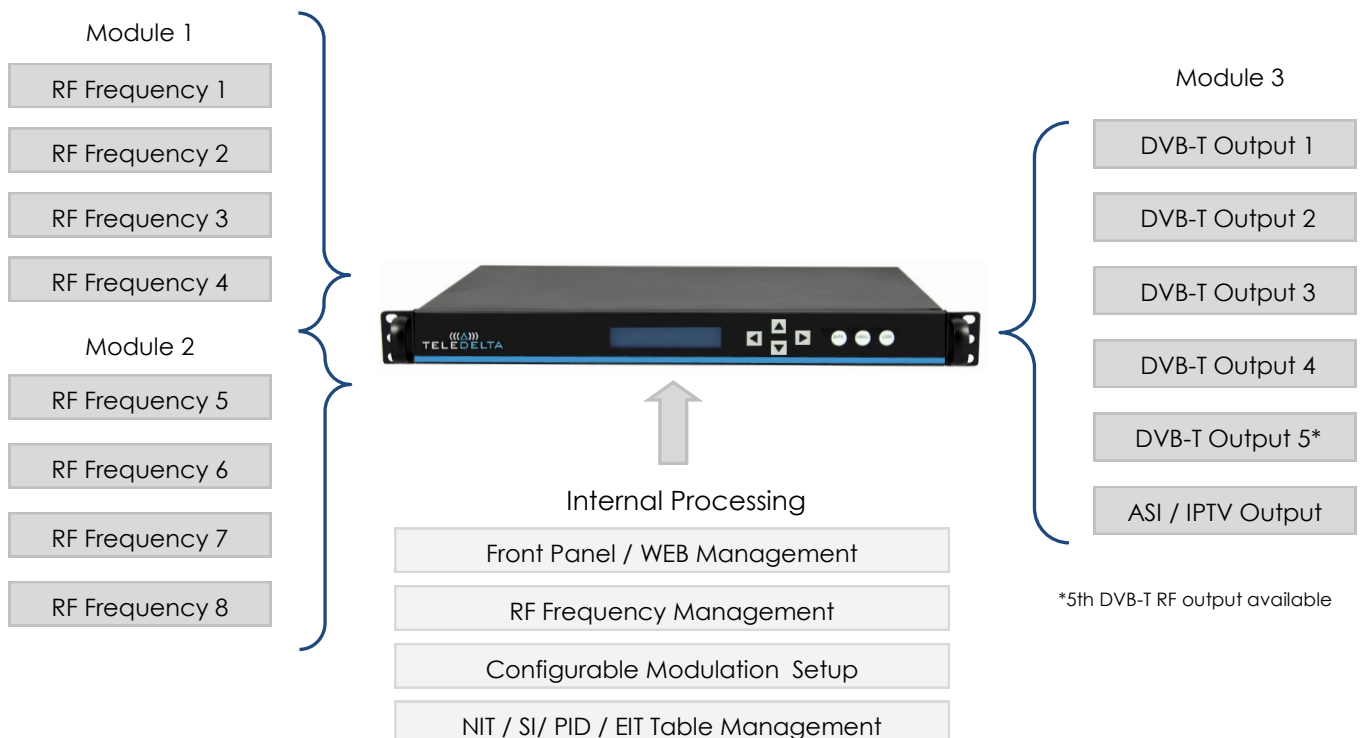 Module 1
RF Frequency 1
RF Frequency 2
RF Frequency 3
RF Frequency 4
Module 2
RF Frequency 5
RF Frequency 6
RF Frequency 7
RF Frequency 8
TELEDELTA
Internal Processing
Front Panel / WEB Management
RF Frequency Management
Configurable Modulation Setup
NIT / SI/ PID / EIT Table Management
Module 3
DVB-T Output 1
DVB-T Output 2
DVB-T Output 3
DVB-T Output 4
DVB-T Output 5*
ASI / IPTV Output
*5th DVB-T RF output available